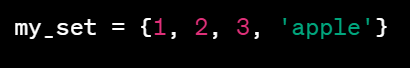 my_set = {1, 2, 3, 'apple'}